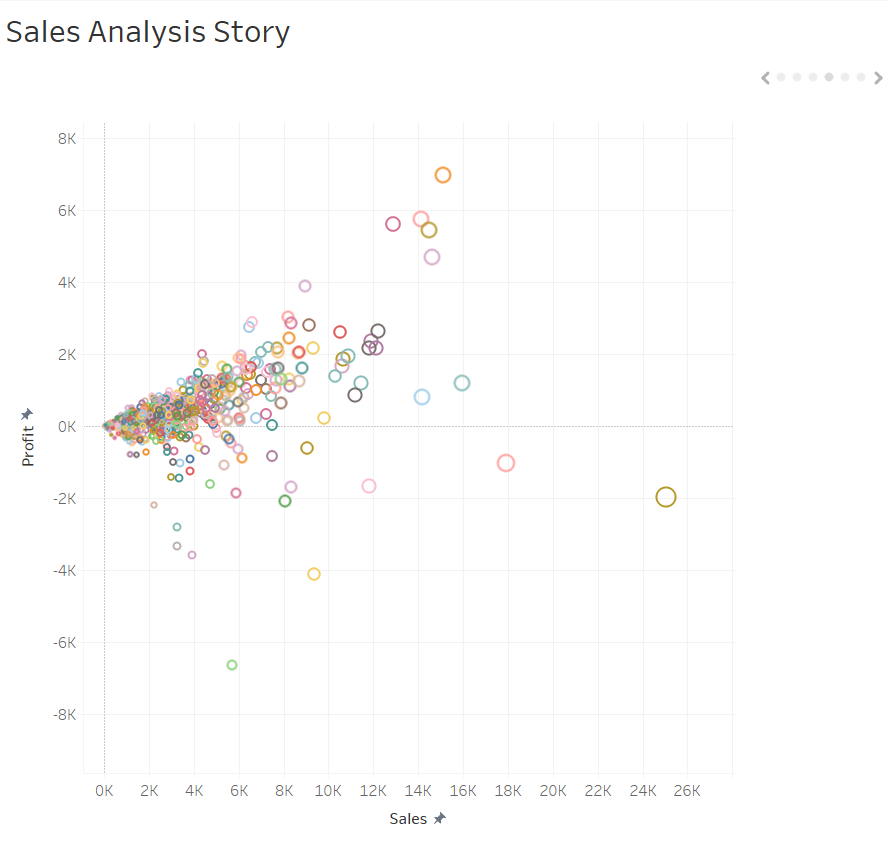 Sales Analysis Story
8K
6K
4K
2K
0K
-2K
-4K
-6K
-8K
Profit
0K 2K 4K 6K 8K 10K 12K 14K 16K 18K 20K 22K 24K 26K
Sales